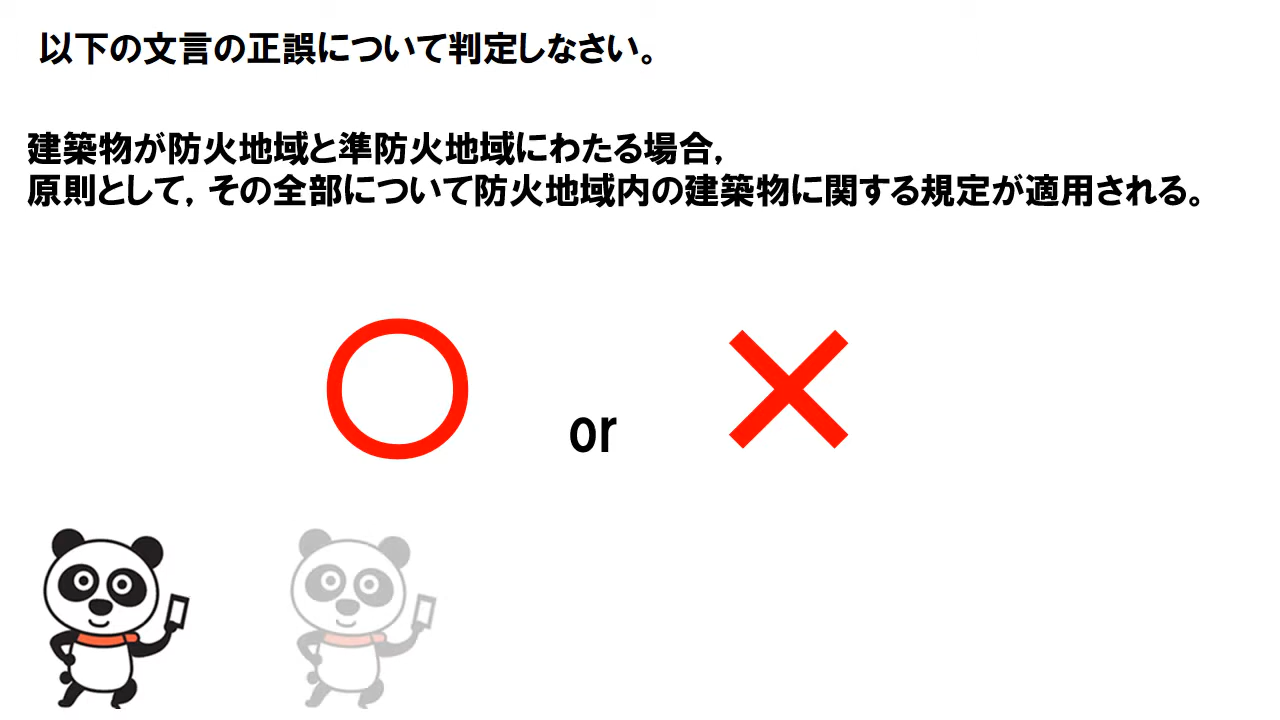 以下の文言の正誤について判定しなさい。
建築物が防火地域と準防火地域にわたる場合,
原則として, その全部について防火地域内の建築物に関する規定が適用される。
or